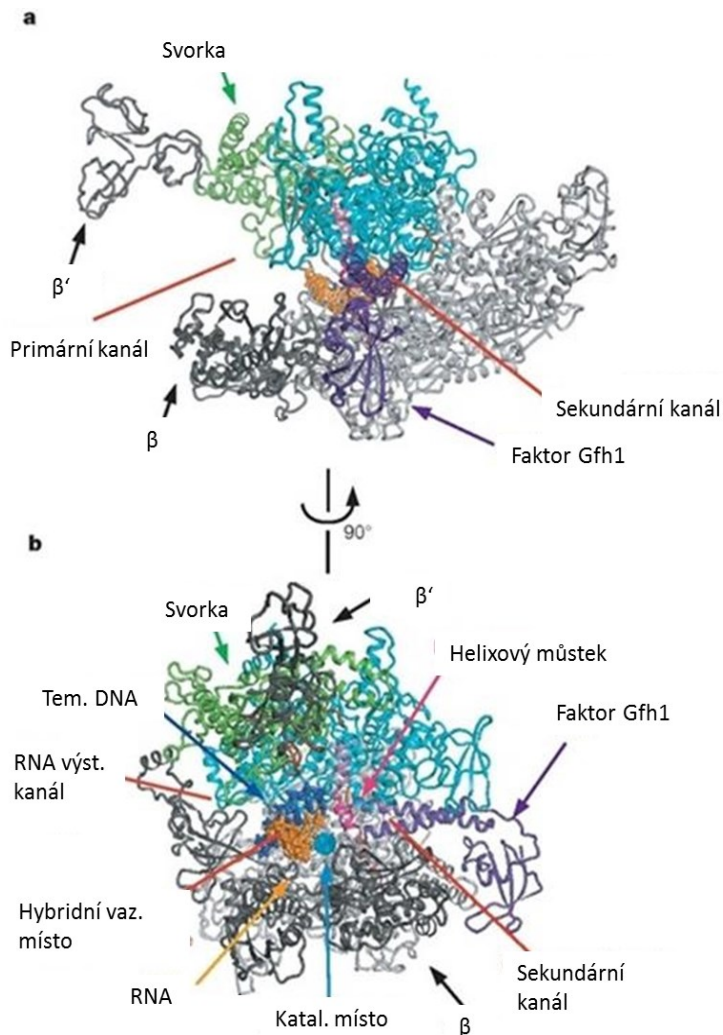 a
Svorka
β‘
Primární kanál
Sekundární kanál
β
Faktor Gfh1
90°
b
Svorka
β‘
Helixový můstek
Tem. DNA
Faktor Gfh1
RNA výst.
kanál
Hybridní vaz.
místo
Sekundární
kanál
RNA
Katal. místo
β